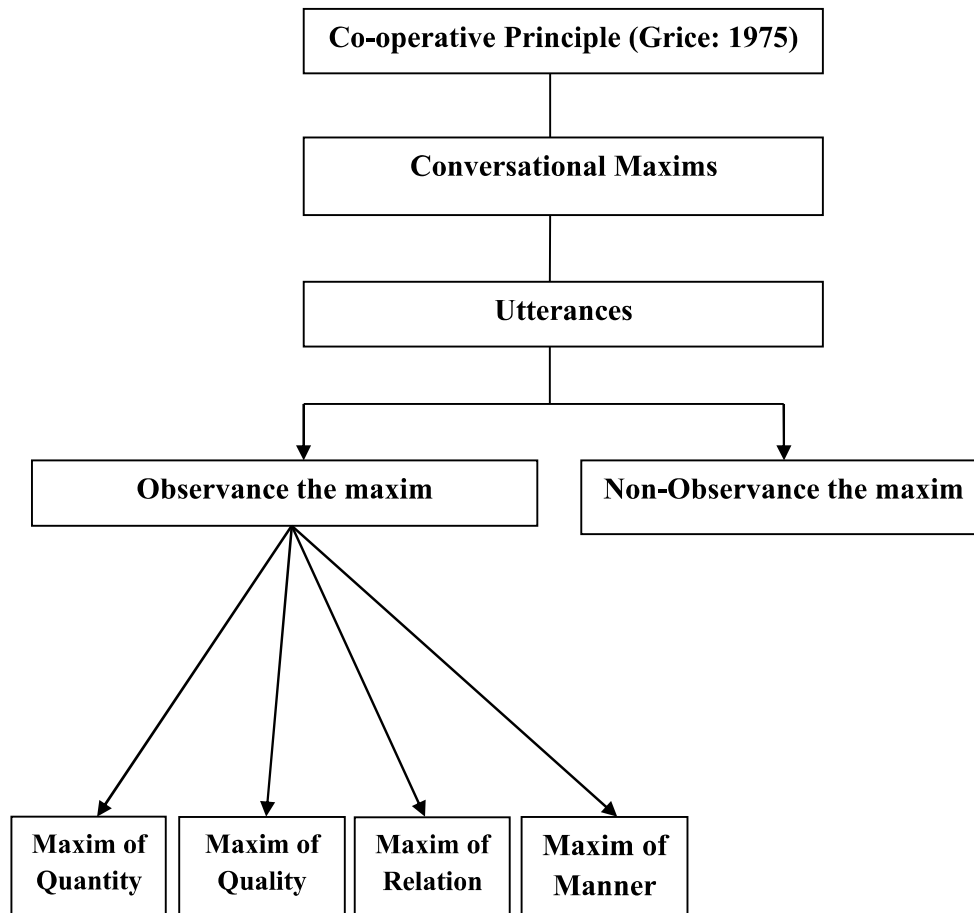 Co-operative Principle (Grice: 1975)
Conversational Maxims
Utterances
Observance the maxim
Non-Observance the maxim
Maxim of
Quantity
Maxim of
Quality
Maxim of
Relation
Maxim of
Manner